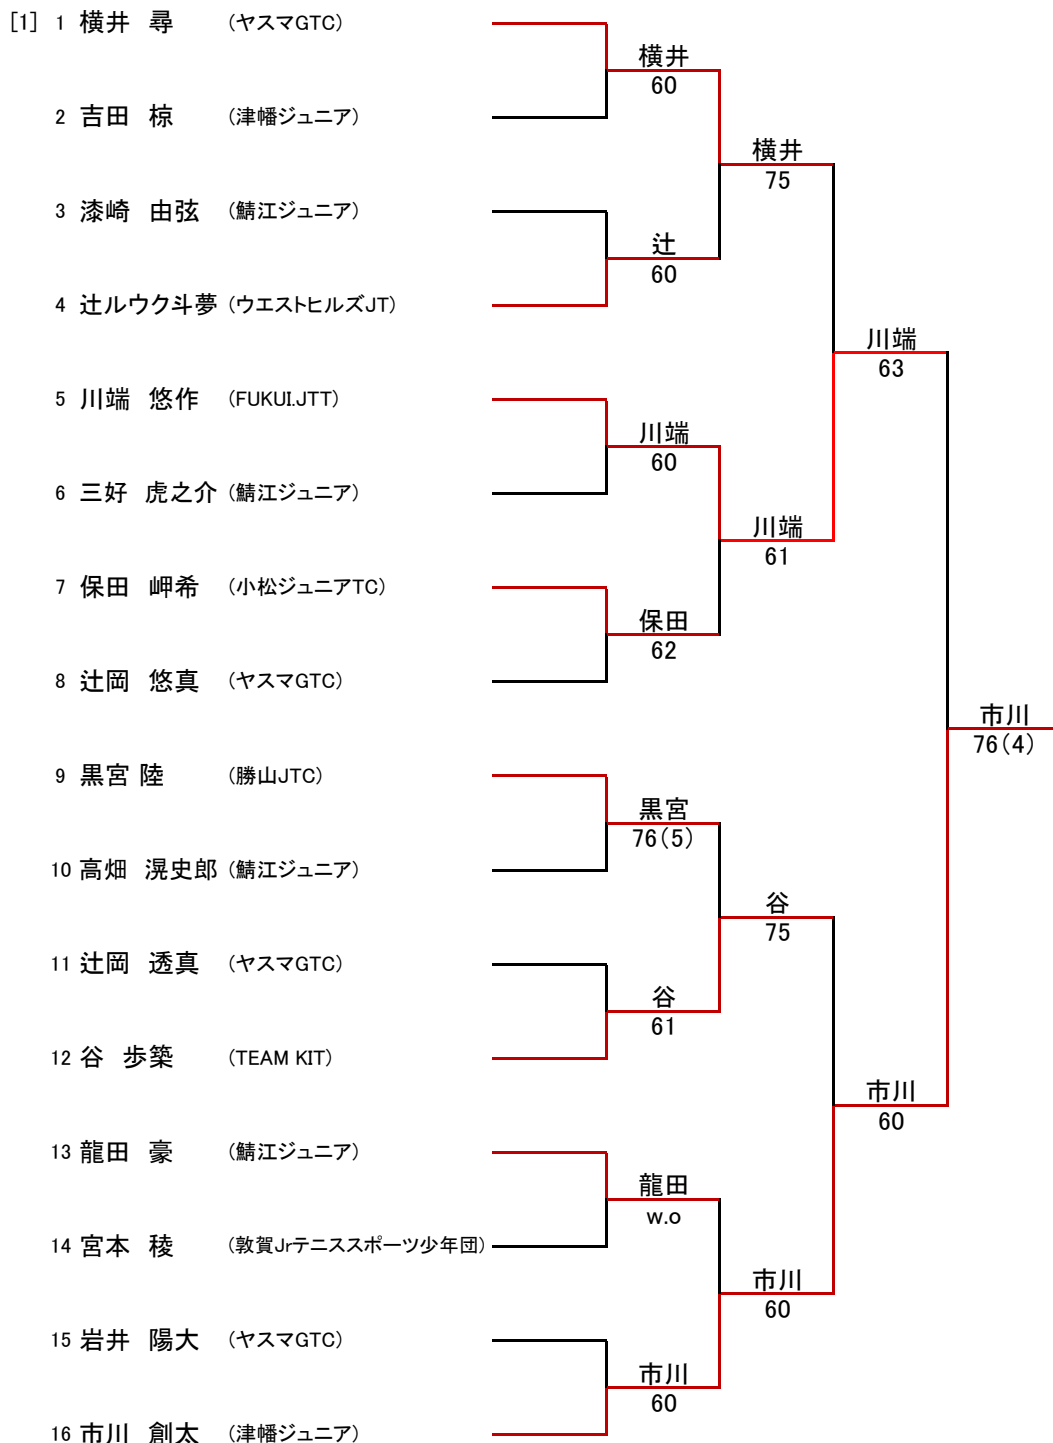 [1] 1 横井 尋 (ヤスマGTC)
横井
60
2 吉田 椋 (津幡ジュニア)
横井
75
3 漆崎 由弦 (鯖江ジュニア)
辻
60
4 辻ルウク斗夢 (ウエストヒルズJT)
川端
63
5 川端 悠作 (FUKUI.JTT)
川端
60
6 三好 虎之介 (鯖江ジュニア)
川端
61
7 保田 岬希 (小松ジュニアTC)
保田
62
8 辻岡 悠真 (ヤスマGTC)
市川
76(4)
9 黒宮 陸 (勝山JTC)
黒宮
76(5)
10 高畑 滉史郎 (鯖江ジュニア)
谷
75
11 辻岡 透真 (ヤスマGTC)
谷
61
12 谷 歩築 (TEAM KIT)
市川
60
13 龍田 豪 (鯖江ジュニア)
龍田
w.o
14 宮本 稜 (敦賀Jrテニススポーツ少年団)
市川
60
15 岩井 陽大 (ヤスマGTC)
市川
60
16 市川 創太 (津幡ジュニア)